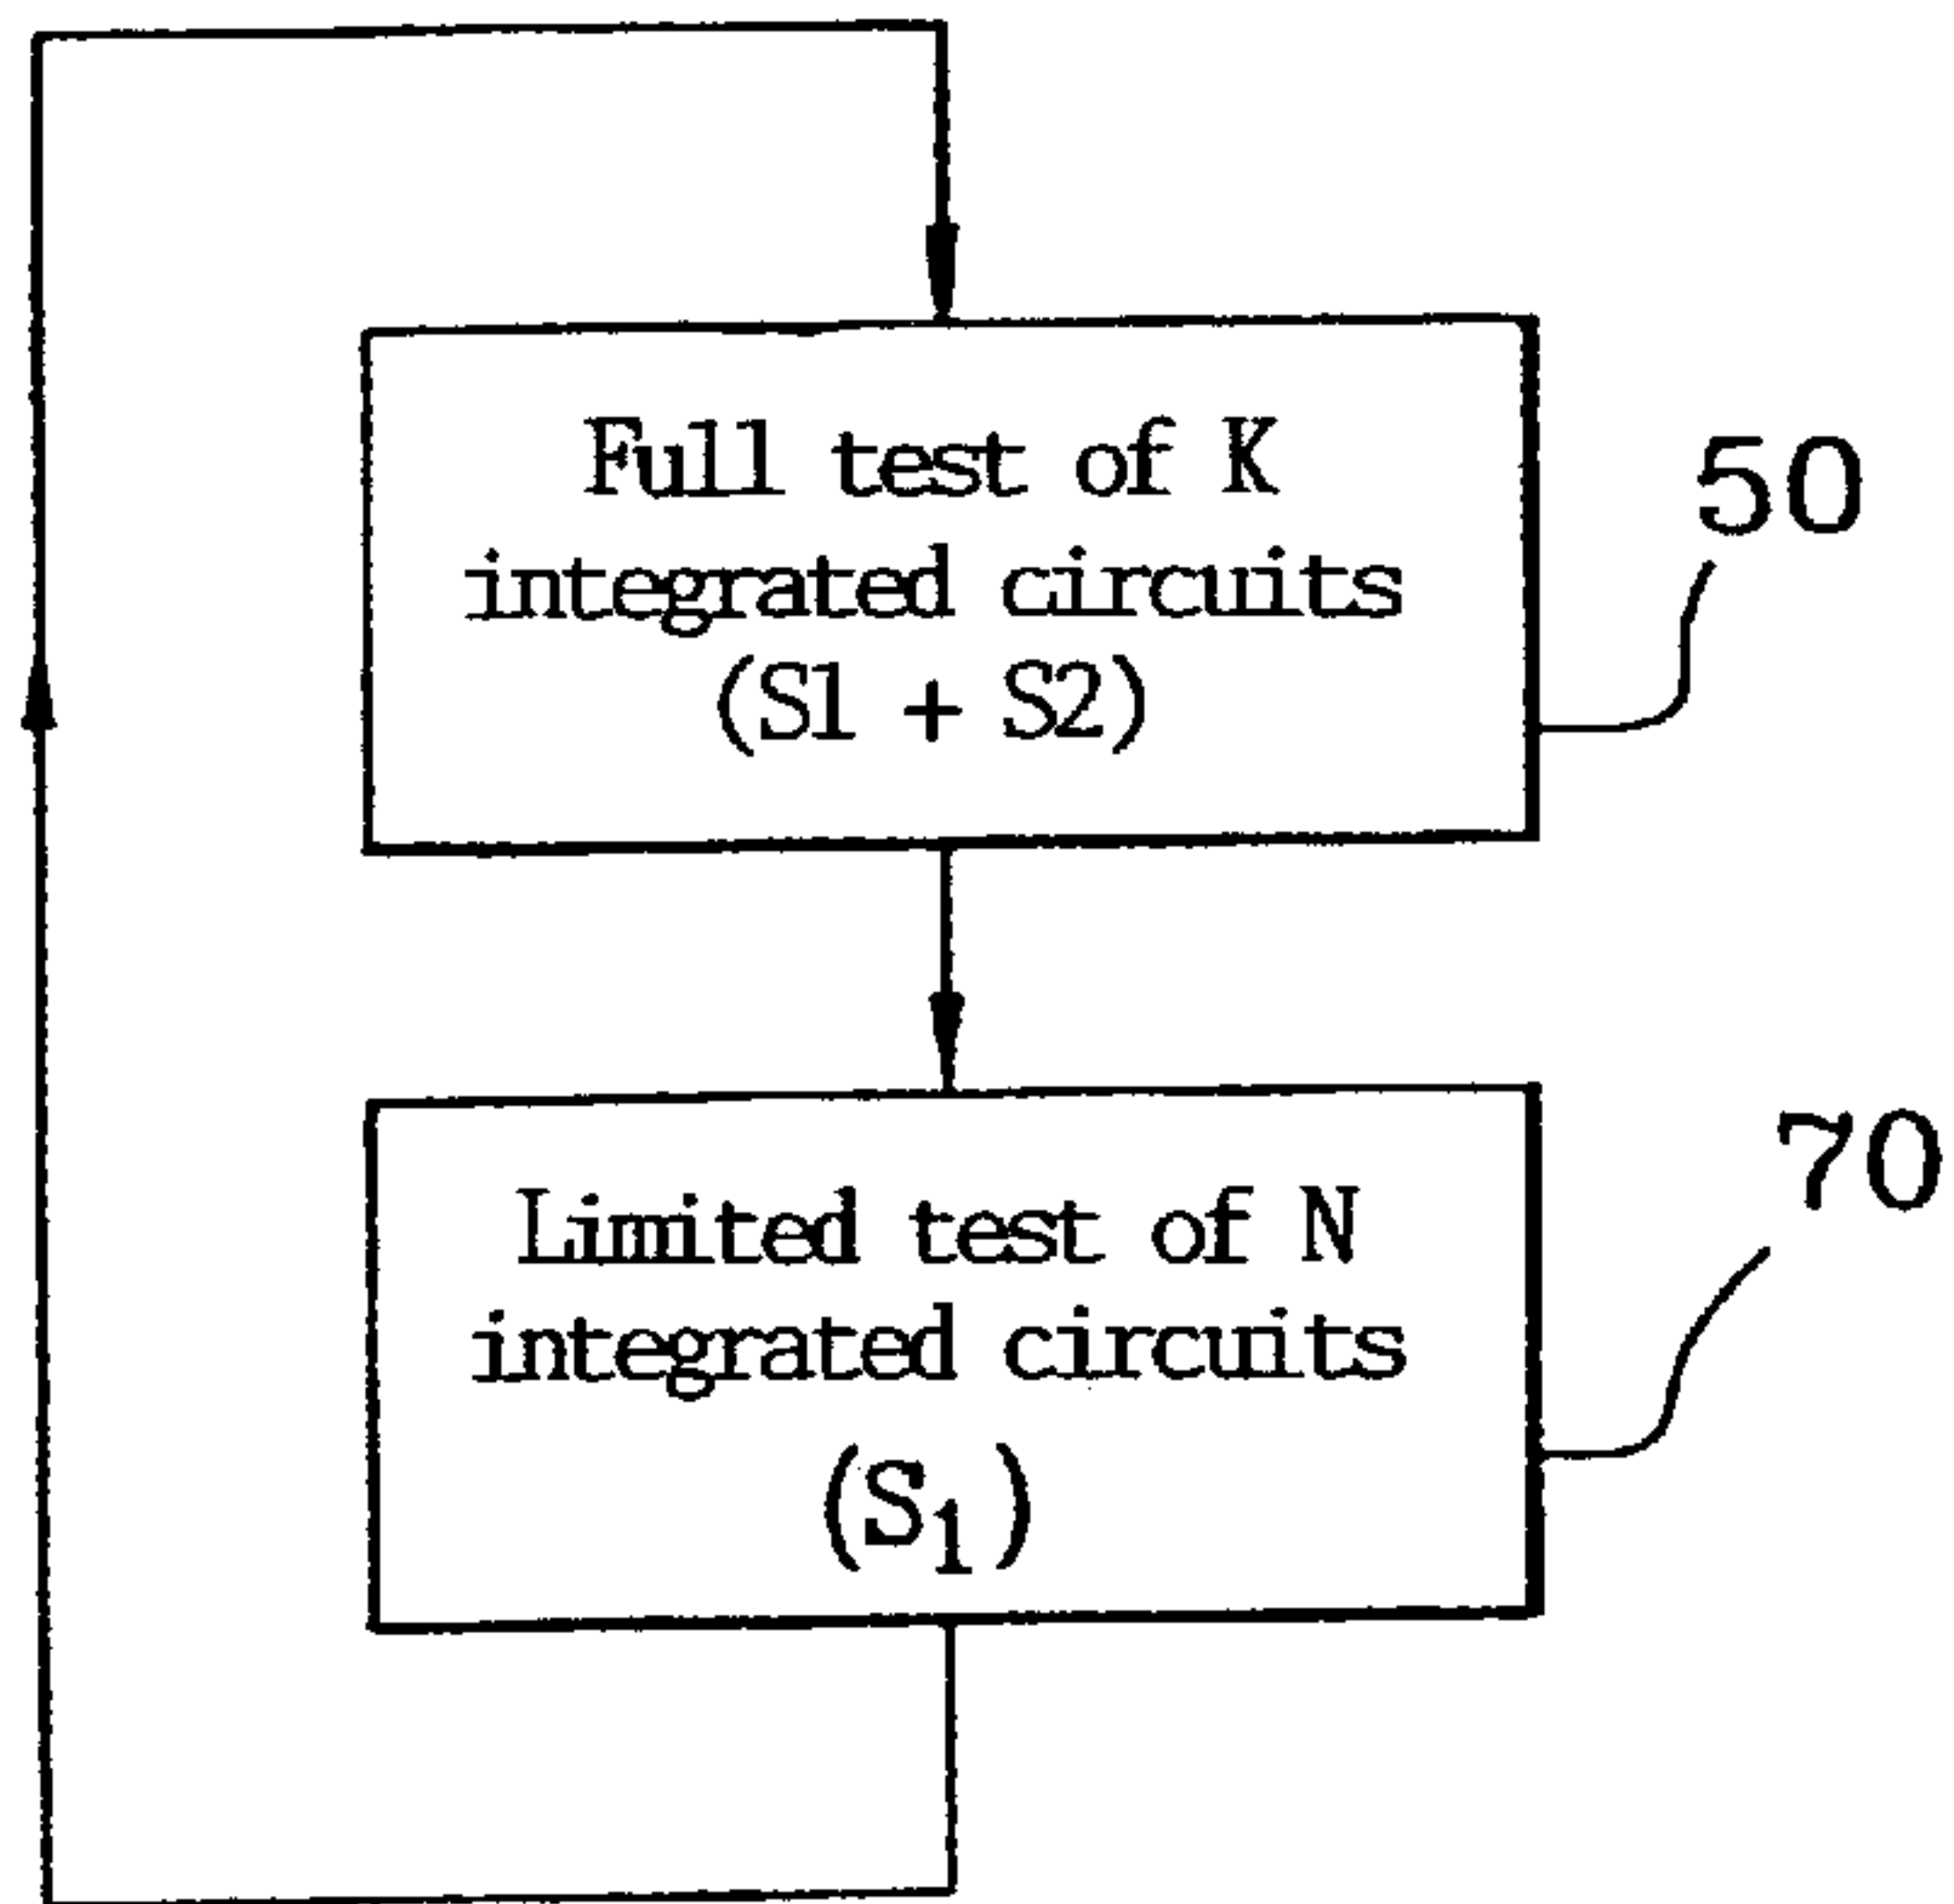 Full test of K
integrated circuits
(S1 + S2)
50
Limited test of N
integrated circuits
(S₁)
70